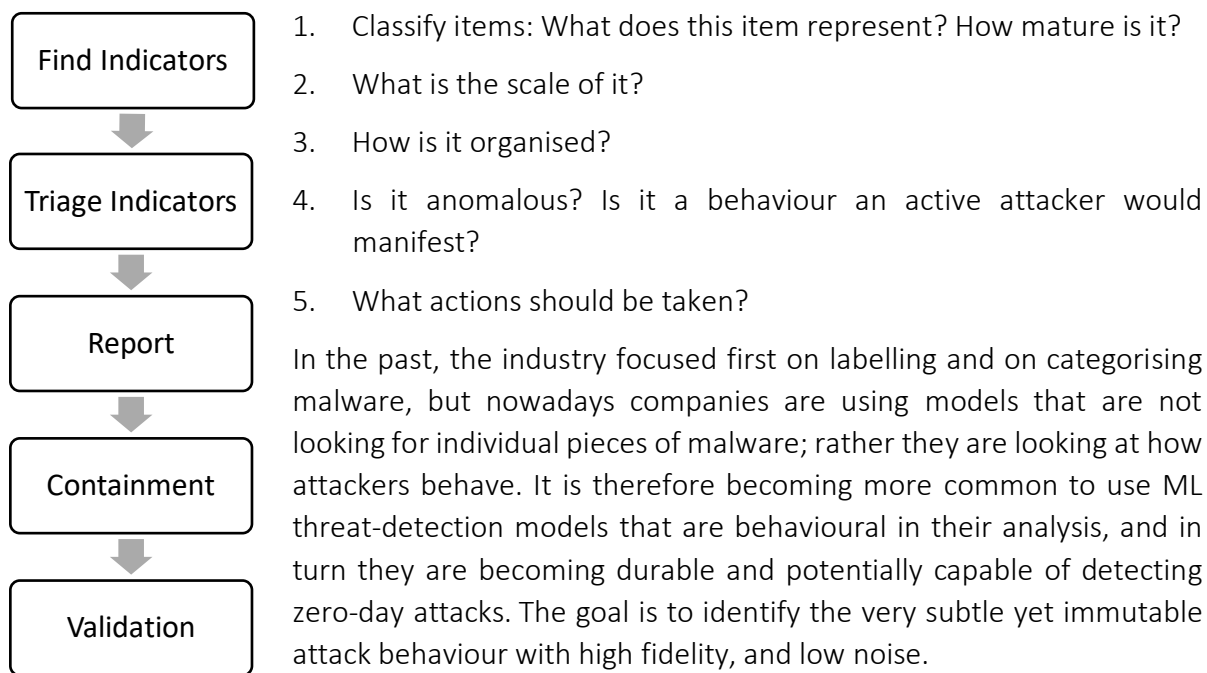 Find Indicators
Triage Indicators
Report
Containment
Validation
1. Classify items: What does this item represent? How mature is it?
2. What is the scale of it?
3. How is it organised?
4. Is it anomalous? Is it a behaviour an active attacker would
manifest?
5. What actions should be taken?
In the past, the industry focused first on labelling and on categorising
malware, but nowadays companies are using models that are not
looking for individual pieces of malware; rather they are looking at how
attackers behave. It is therefore becoming more common to use ML
threat-detection models that are behavioural in their analysis, and in
turn they are becoming durable and potentially capable of detecting
zero-day attacks. The goal is to identify the very subtle yet immutable
attack behaviour with high fidelity, and low noise.